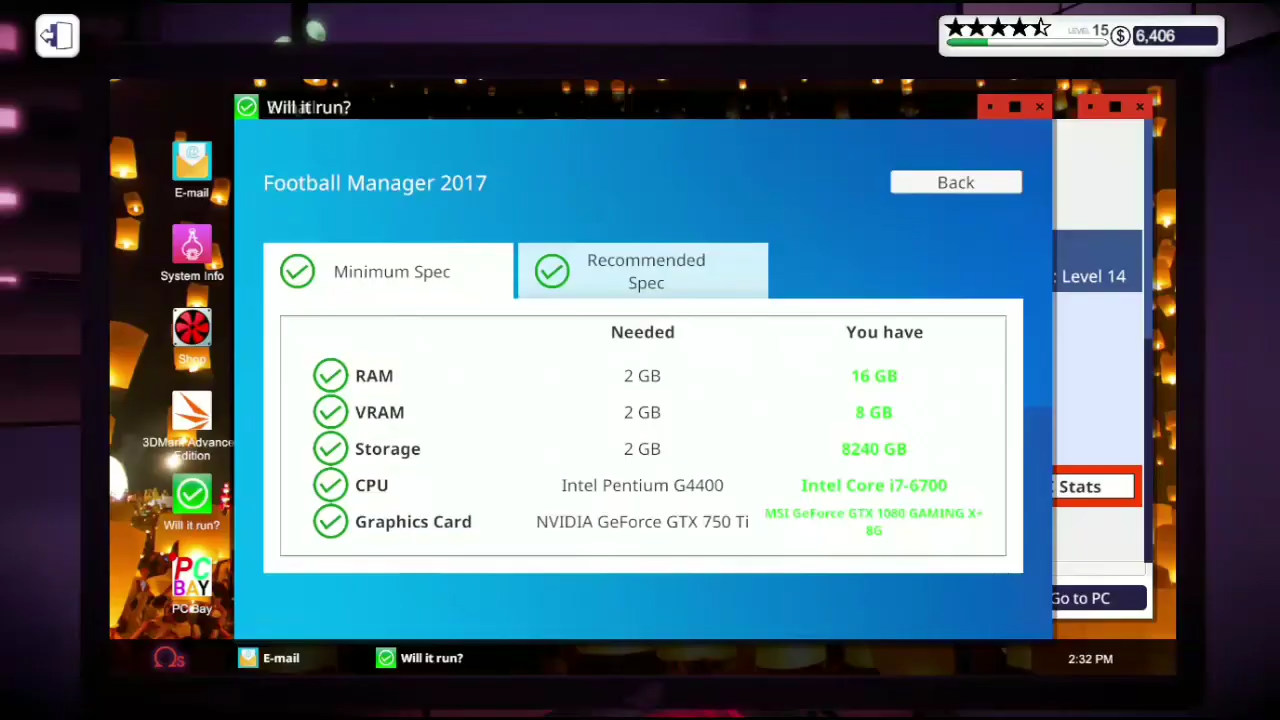 LEVEL 15
6,406
Will it run?
Football Manager 2017
Back
Minimum Spec
Recommended
Spec
Needed
You have
RAM
2 GB
16 GB
VRAM
2 GB
8 GB
Storage
2 GB
8240 GB
CPU
Intel Pentium G4400
Intel Core i7-6700
Graphics Card
NVIDIA GeForce GTX 750 Ti
MSI GeForce GTX 1080 GAMING X+
8G
E-mail
System Info
Shop
3DMark Advance
Edition
Will it run?
PC
BAY
PC Bay
: Level 14
Stats
Go to PC
Ωs
E-mail
Will it run?
2:32 PM